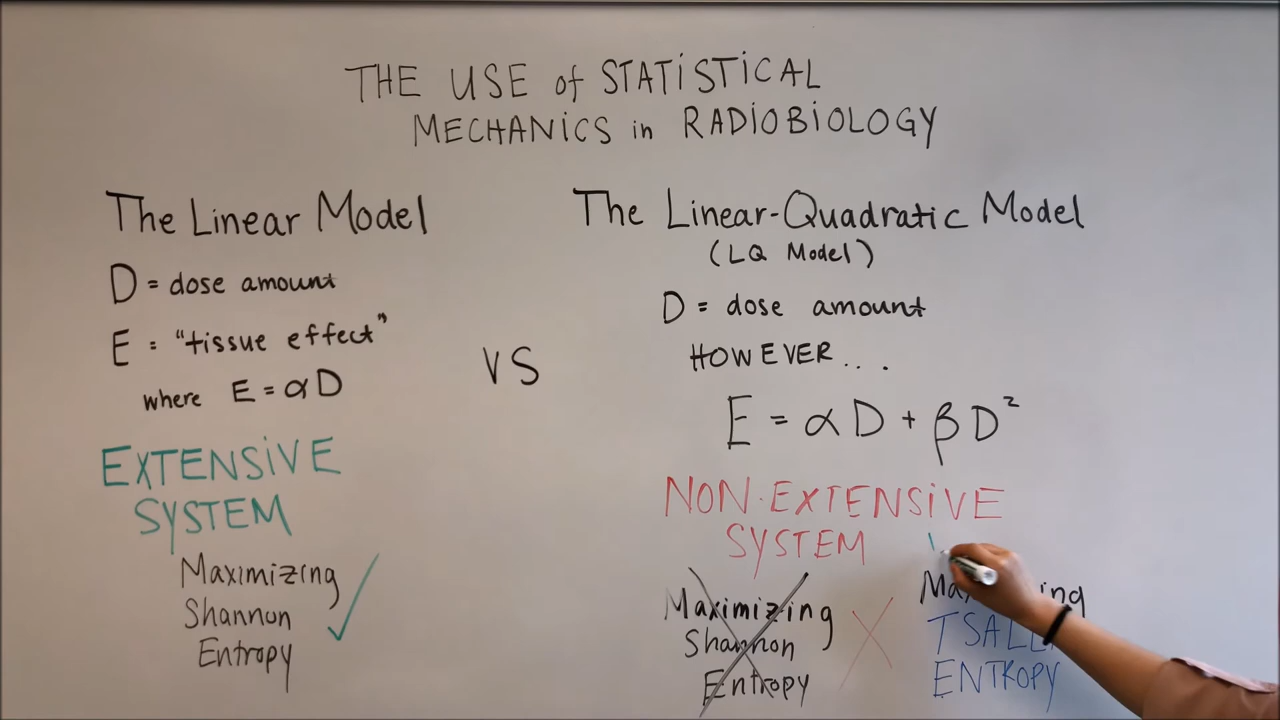 THE USE of STATISTICAL
MECHANICS in RADIOBIOLOGY
The Linear Model
D = dose amount
E = "tissue effect"
where E = αD
EXTENSIVE
SYSTEM
Maximizing
Shannon
Entropy
VS
The Linear-Quadratic Model
(LQ Model)
D = dose amount
HOWEVER...
E = αD + βD²
NON-EXTENSIVE
SYSTEM
Maximizing
Shannon
Entropy
ENTROPY